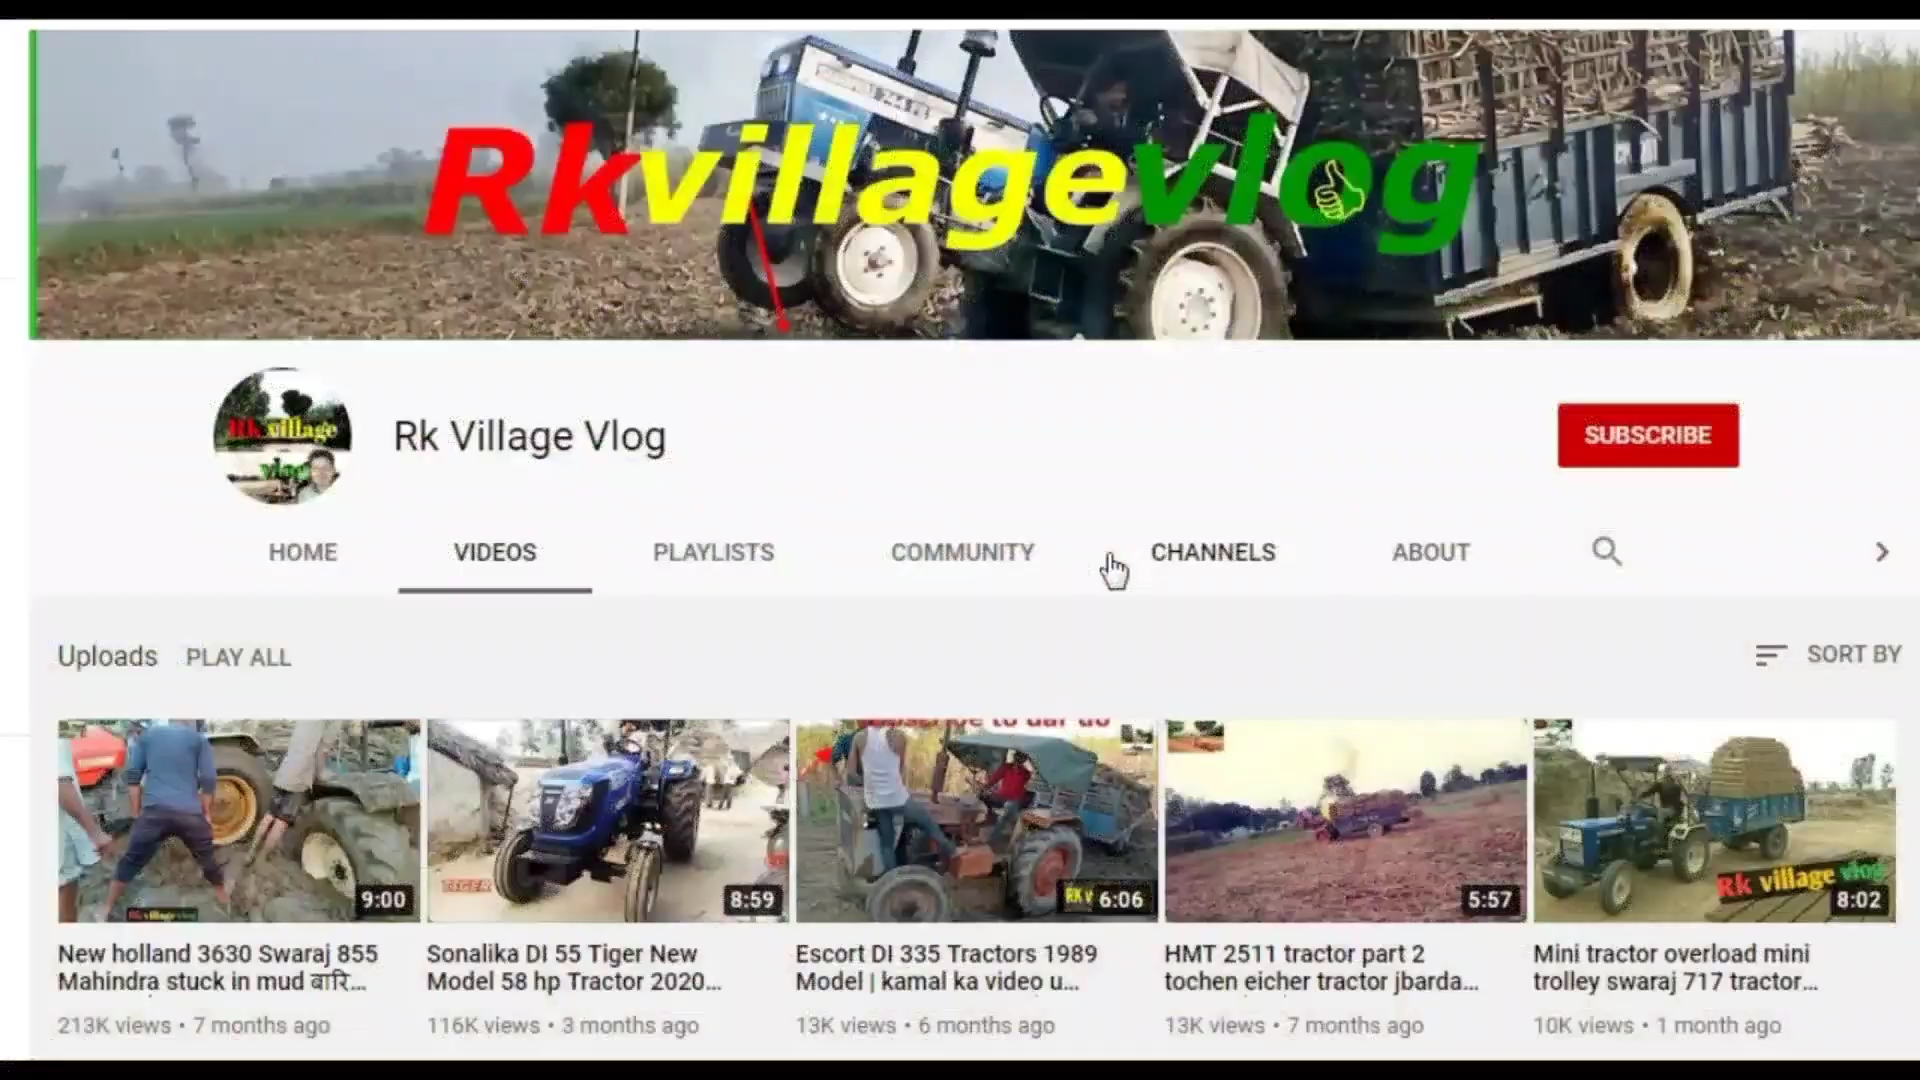 Rkvillagevlog
Rk village
vlog
Rk Village Vlog
SUBSCRIBE
HOME
VIDEOS
PLAYLISTS
COMMUNITY
CHANNELS
ABOUT
Uploads
PLAY ALL
SORT BY
9:00
TIGER
8:59
RK V
6:06
5:57
Rk village vlog
8:02
New holland 3630 Swaraj 855
Mahindra stuck in mud बारि...
213K views • 7 months ago
Sonalika DI 55 Tiger New
Model 58 hp Tractor 2020...
116K views • 3 months ago
Escort DI 335 Tractors 1989
Model | kamal ka video u...
13K views • 6 months ago
HMT 2511 tractor part 2
tochen eicher tractor jbarda...
13K views • 7 months ago
Mini tractor overload mini
trolley swaraj 717 tractor...
10K views • 1 month ago